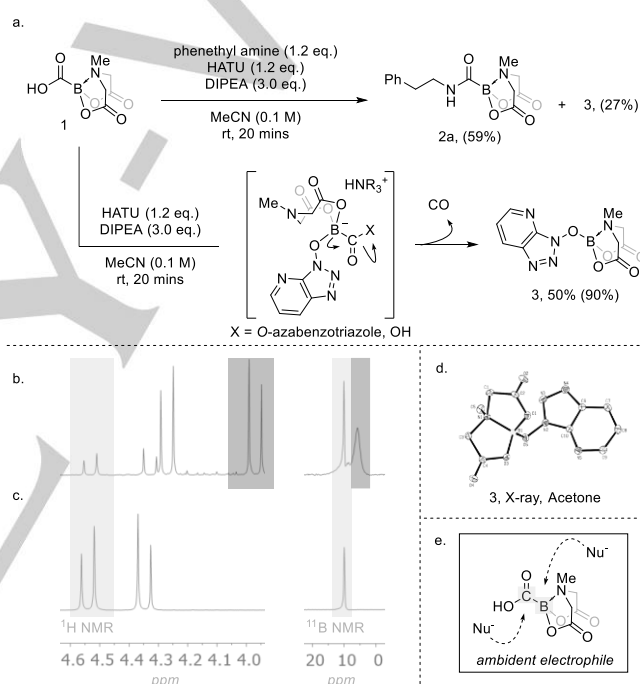 a.
phenethyl amine (1.2 eq.)
HATU (1.2 eq.)
DIPEA (3.0 eq.)
MeCN (0.1 M)
rt, 20 mins
O
HO
B
N
Me
O
O
O
O
1
Ph
N
H
O
B
N
Me
O
O
O
O
2a, (59%)
+ 3, (27%)
HATU (1.2 eq.)
DIPEA (3.0 eq.)
MeCN (0.1 M)
rt, 20 mins
HNR3+
Me
N
O
O
O
O
B
−
C
X
O
O
N
N
N
N
X = O-azabenzotriazole, OH
CO
N
N
N
N
O
B
N
Me
O
O
O
O
3, 50% (90%)
b.
c.
1H NMR
11B NMR
4.6 4.5 4.4 4.3 4.2 4.1 4.0
20 10 0
ppm
ppm
d.
3, X-ray, Acetone
e.
Nu-
O
HO
C
B
N
Me
O
O
O
O
Nu-
ambident electrophile